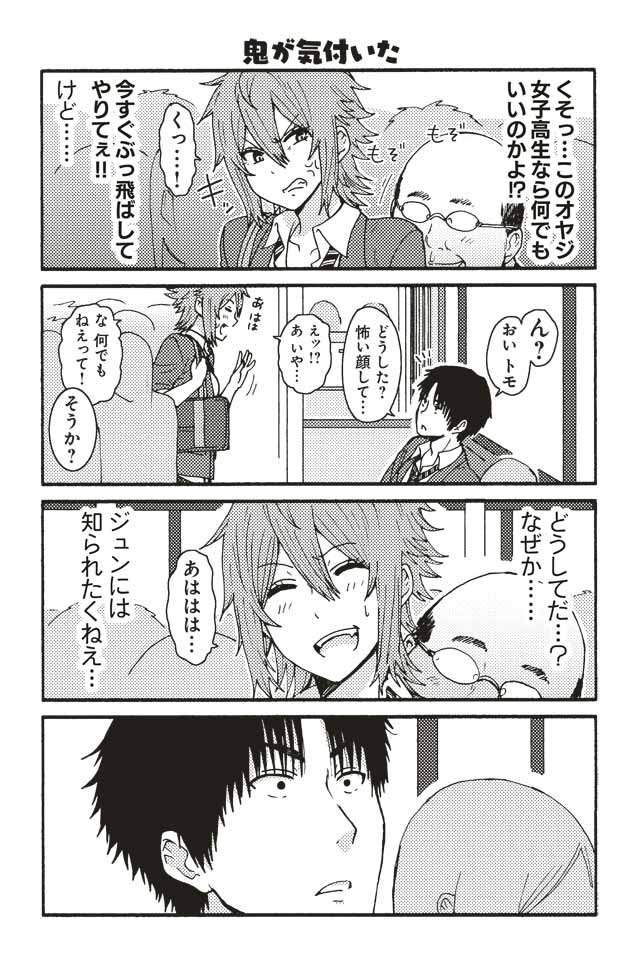 鬼が気付いた
くそっ…このオヤジ
女子高生なら何でも
いいのかよ!?
もぞ
もぞ
くっ…!
ギギ
今すぐぶっ飛ばして
やりてぇ!!
けど……
ん?
おい トモ
どうした?
怖い顔して…
えッ!?
あ いや…
あはは
な 何でも
ねえって!
そうか?
どうしてだ…?
なぜか……
あははは…
ジュンには
知られたくねえ…